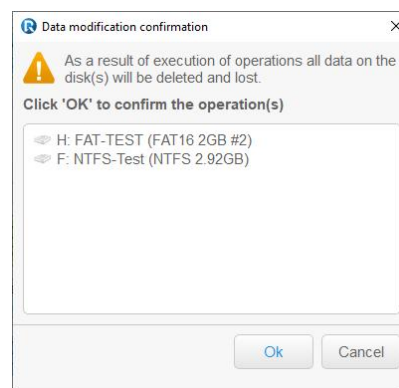 Data modification confirmation
As a result of execution of operations all data on the
disk(s) will be deleted and lost.
Click 'OK' to confirm the operation(s)
H: FAT-TEST (FAT16 2GB #2)
F: NTFS-Test (NTFS 2.92GB)
Ok Cancel